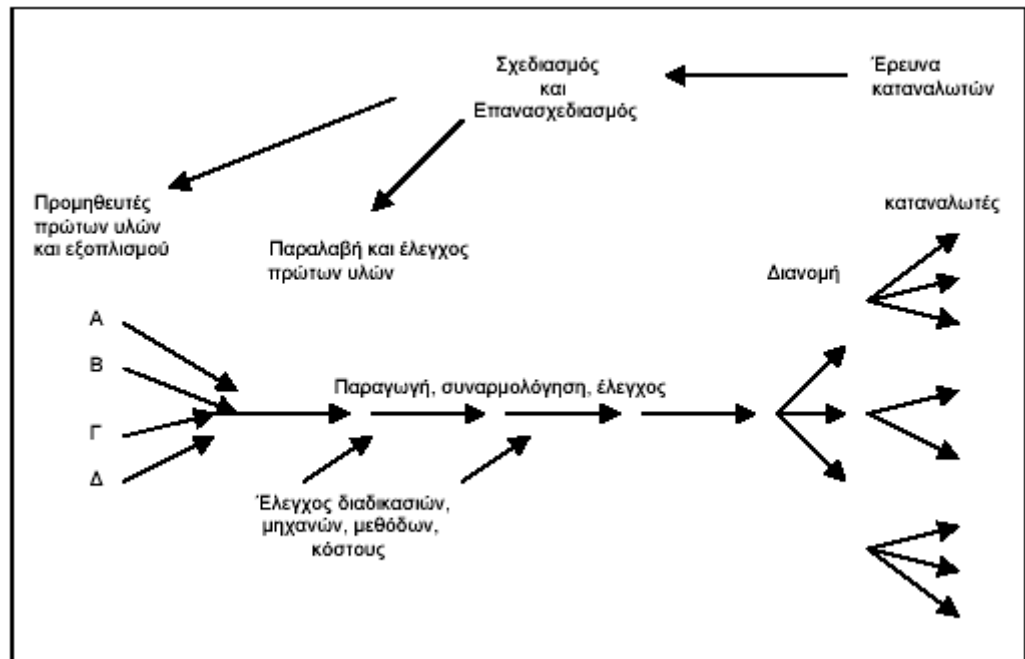 Σχεδιασμός
και
Επανασχεδιασμός
Έρευνα
καταναλωτών
Προμηθευτές
πρώτων υλών
και εξοπλισμού
Παραλαβή και έλεγχος
πρώτων υλών
καταναλωτές
Διανομή
Α
Β
Γ
Δ
Παραγωγή, συναρμολόγηση, έλεγχος
Έλεγχος διαδικασιών,
μηχανών, μεθόδων,
κόστους